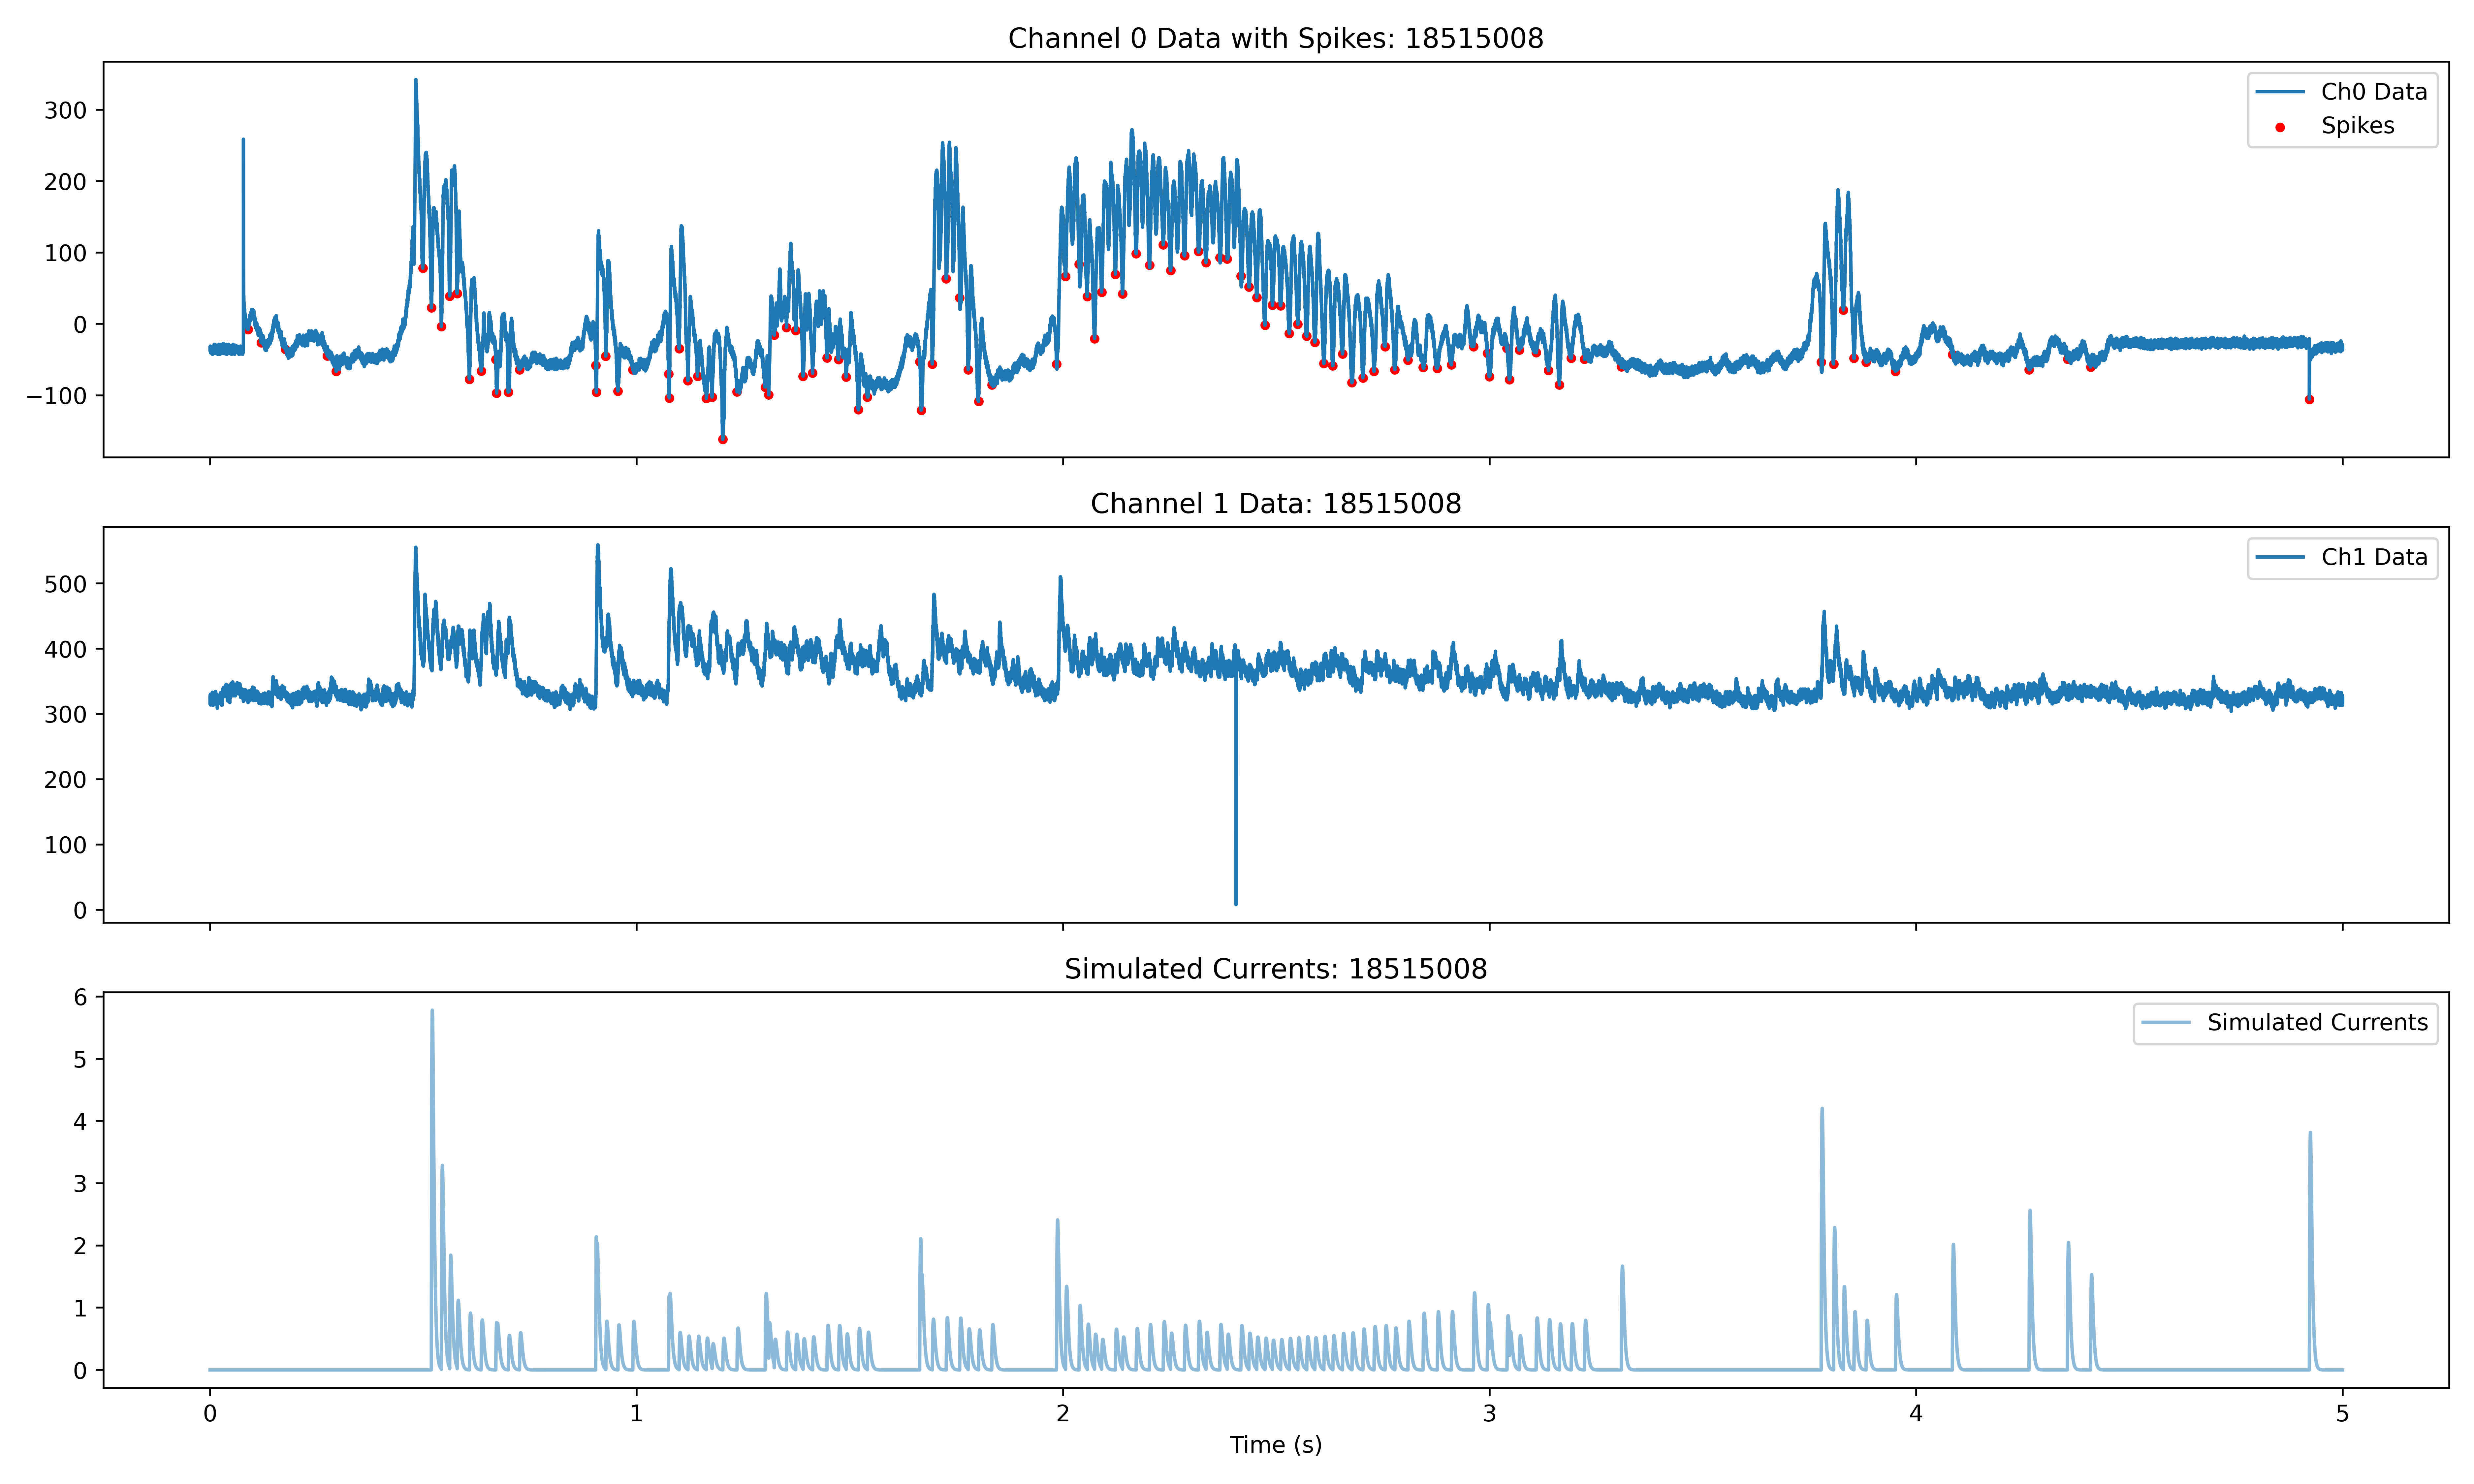 Channel 0 Data with Spikes: 18515008
300
200
100
0
−100
Ch0 Data
Spikes
Channel 1 Data: 18515008
500
400
300
200
100
0
Ch1 Data
Simulated Currents: 18515008
6
5
4
3
2
1
0
Simulated Currents
0 1 2 3 4 5
Time (s)